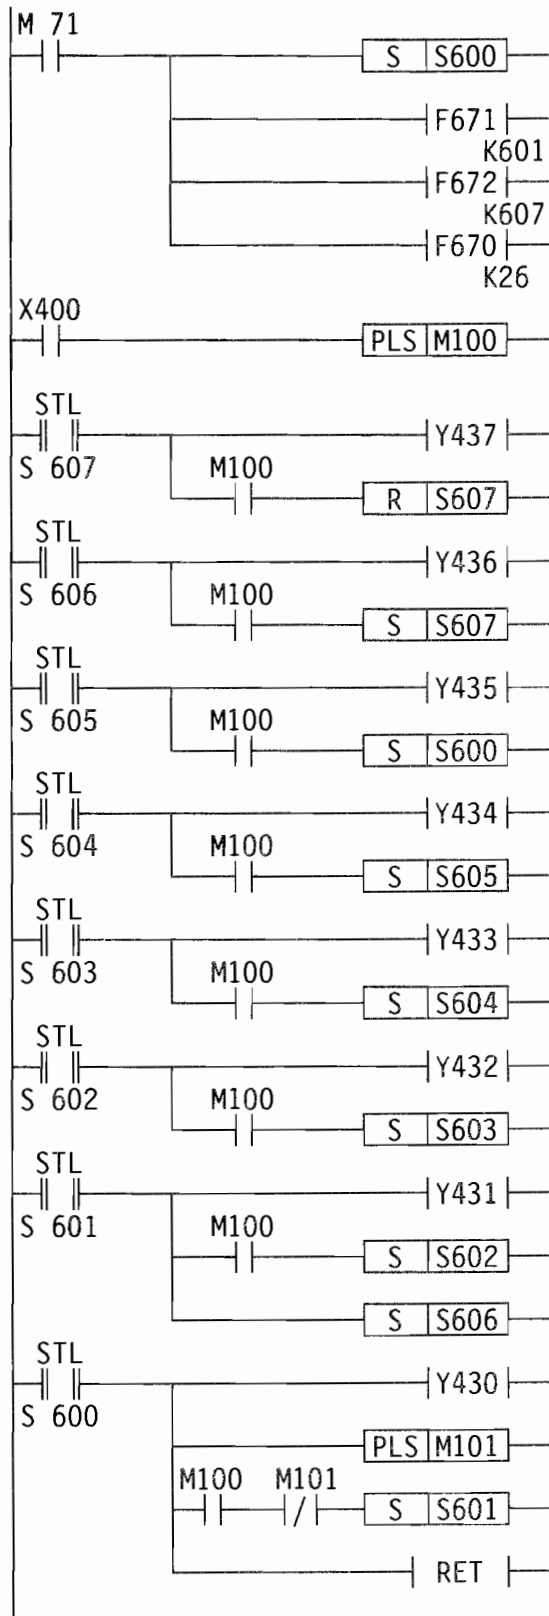 M 71
S S600
F671
K601
F672
K607
F670
K26
X400
PLS M100
STL
S 607
Y437
M100
R S607
STL
S 606
Y436
M100
S S607
STL
S 605
Y435
M100
S S600
STL
S 604
Y434
M100
S S605
STL
S 603
Y433
M100
S S604
STL
S 602
Y432
M100
S S603
STL
S 601
Y431
M100
S S602
S S606
STL
S 600
Y430
PLS M101
M100 M101
S S601
RET